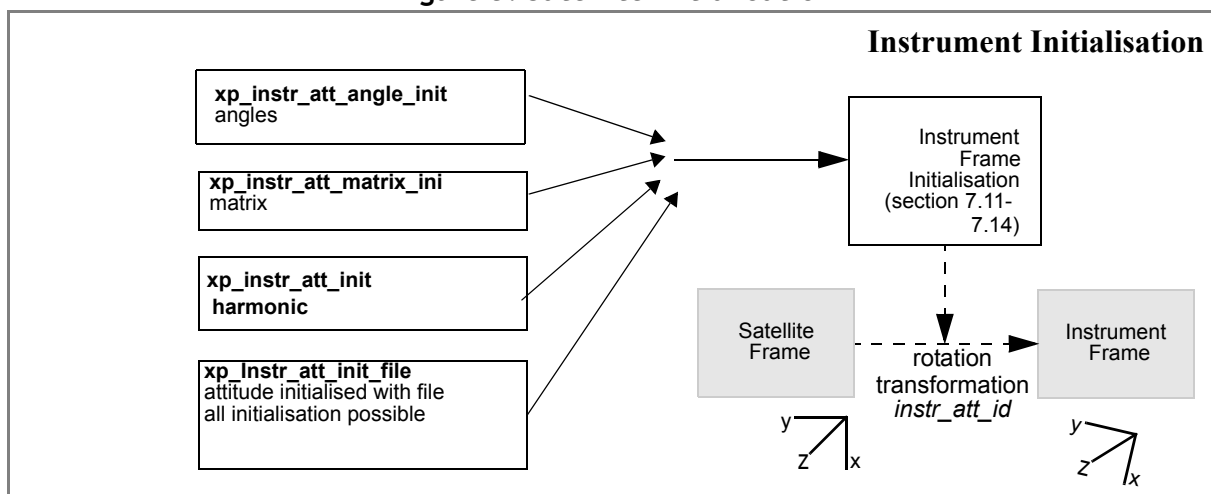 Instrument Initialisation
xp_instr_att_angle_init
angles
xp_instr_att_matrix_ini
matrix
xp_instr_att_init
harmonic
xp_Instr_att_init_file
attitude initialised with file
all initialisation possible
Instrument
Frame
Initialisation
(section 7.11-
7.14)
Satellite
Frame
rotation
transformation
instr_att_id
Instrument
Frame
y
z
x
y
z
x